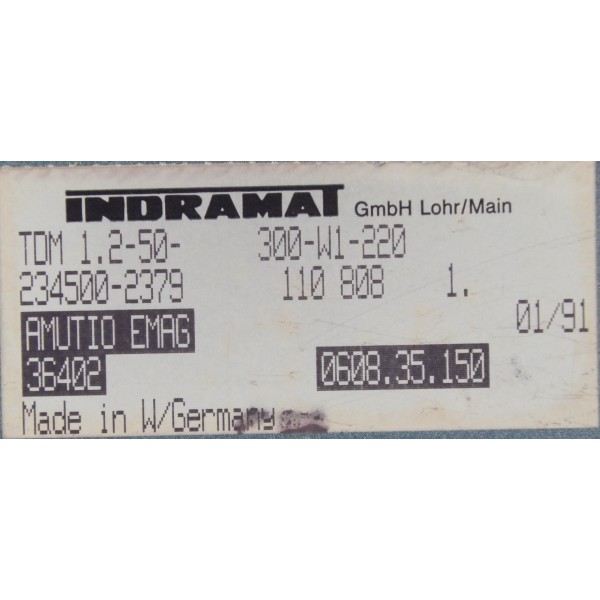 INDRAMAT GmbH Lohr/Main
TDM 1.2-50- 300-W1-220
234500-2379 110 808 1.
01/91
AMUTIO EMAG
36402 0608.35.150
Made in W/Germany